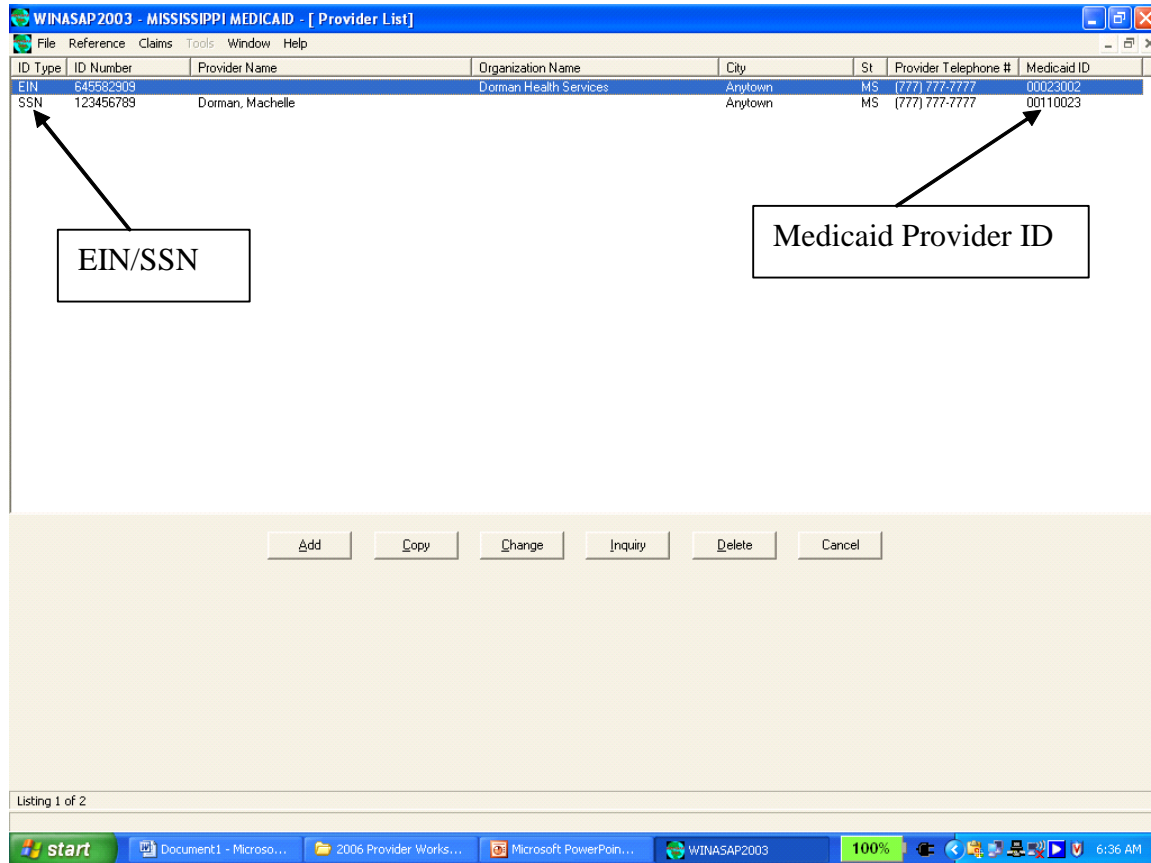 WINASAP2003 - MISSISSIPPI MEDICAID - [ Provider List]
File Reference Claims Tools Window Help
ID Type ID Number Provider Name Organization Name City St Provider Telephone # Medicaid ID
EIN 645582909 Dorman Health Services Anytown MS (777) 777-7777 00023002
SSN 123456789 Dorman, Machelle Anytown MS (777) 777-7777 00110023
EIN/SSN
Medicaid Provider ID
Add Copy Change Inquiry Delete Cancel
Listing 1 of 2
start Document1 - Microso... 2006 Provider Works... Microsoft PowerPoin... WINASAP2003 100% 6:36 AM